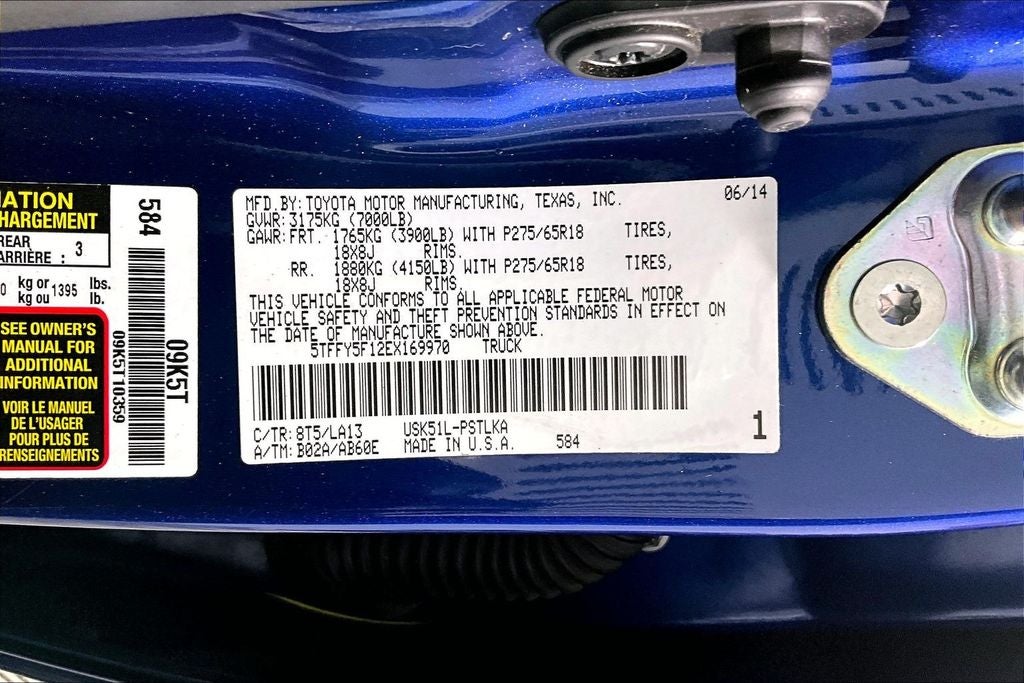 IATION
HARGEMENT
REAR
ARRIÈRE : 3
0 kg or 1395 lbs.
kg ou lb.
SEE OWNER'S
MANUAL FOR
ADDITIONAL
INFORMATION
VOIR LE MANUEL
DE L'USAGER
POUR PLUS DE
RENSEIGNEMENTS
584
09K5T10359
09K5T
MFD.BY:TOYOTA MOTOR MANUFACTURING, TEXAS, INC. 06/14
GVWR:3175KG (7000LB)
GAWR:FRT. 1765KG (3900LB) WITH P275/65R18 TIRES,
18X8J RIMS.
RR. 1880KG (4150LB) WITH P275/65R18 TIRES,
18X8J RIMS.
THIS VEHICLE CONFORMS TO ALL APPLICABLE FEDERAL MOTOR
VEHICLE SAFETY AND THEFT PREVENTION STANDARDS IN EFFECT ON
THE DATE OF MANUFACTURE SHOWN ABOVE.
5TFFY5F12EX169970 TRUCK
C/TR:8T5/LA13 USK51L-PSTLKA
A/TM:B02A/AB60E MADE IN U.S.A. 584
1